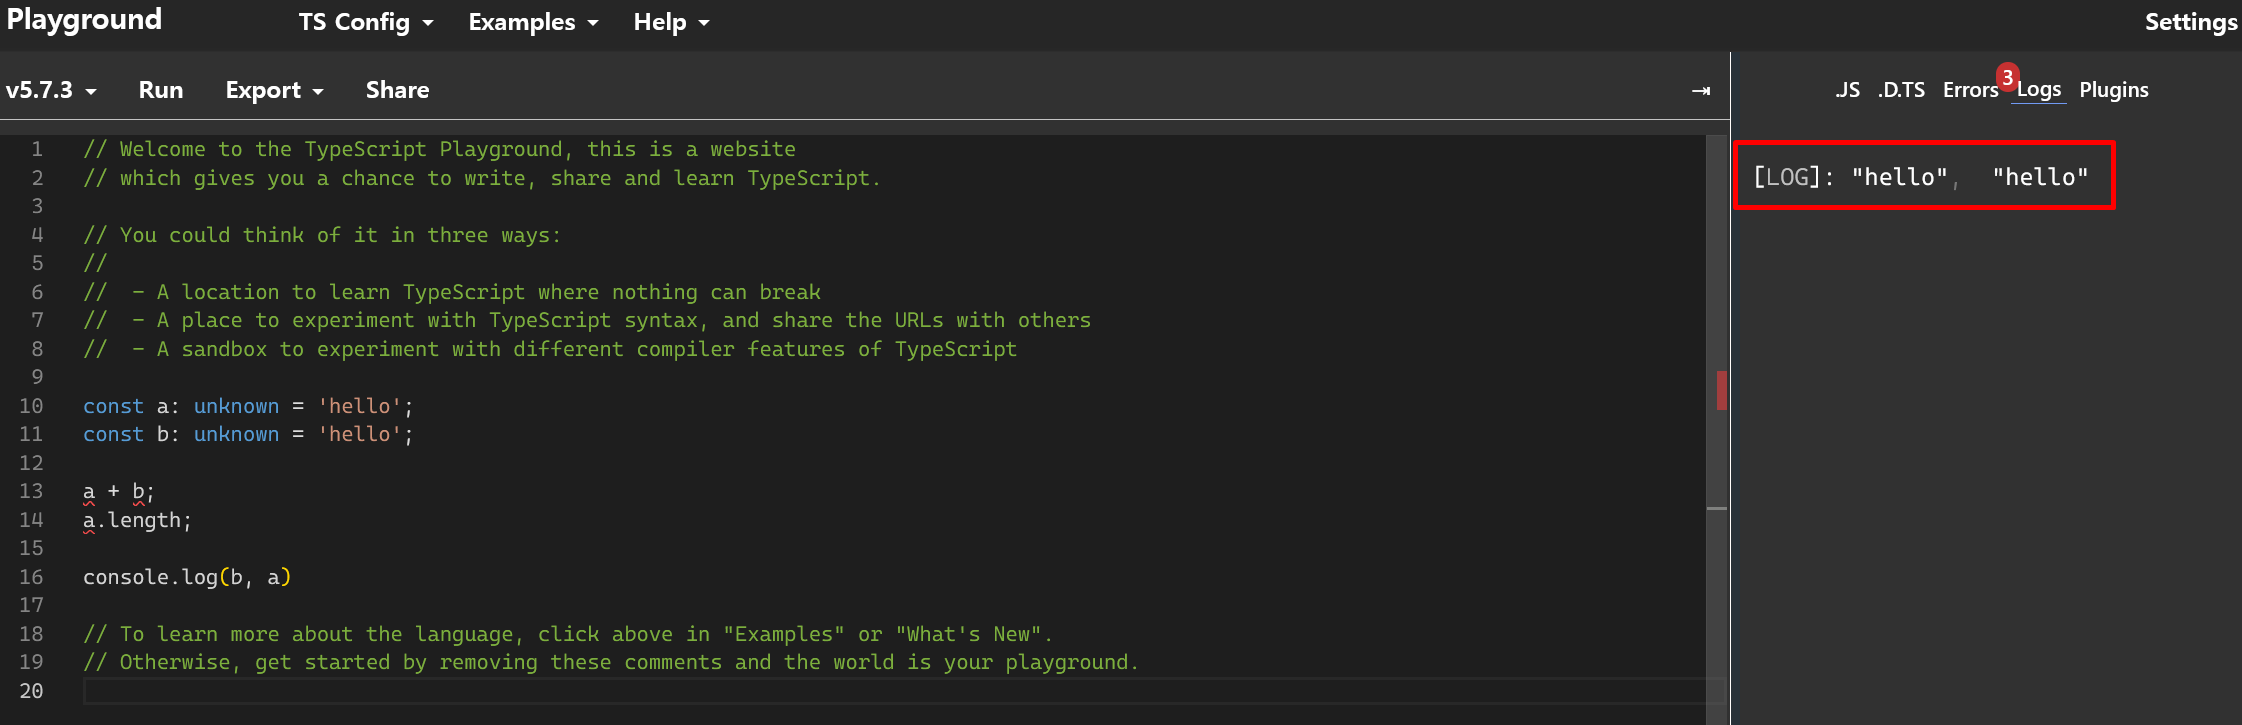 Playground TS Config Examples Help Settings
v5.7.3 Run Export Share ⇥ .JS .D.TS Errors 3 Logs Plugins
1 // Welcome to the TypeScript Playground, this is a website
2 // which gives you a chance to write, share and learn TypeScript.
3
4 // You could think of it in three ways:
5 //
6 //  - A location to learn TypeScript where nothing can break
7 //  - A place to experiment with TypeScript syntax, and share the URLs with others
8 //  - A sandbox to experiment with different compiler features of TypeScript
9
10 const a: unknown = 'hello';
11 const b: unknown = 'hello';
12
13 a + b;
14 a.length;
15
16 console.log(b, a)
17
18 // To learn more about the language, click above in "Examples" or "What's New".
19 // Otherwise, get started by removing these comments and the world is your playground.
20
[LOG]: "hello",  "hello"